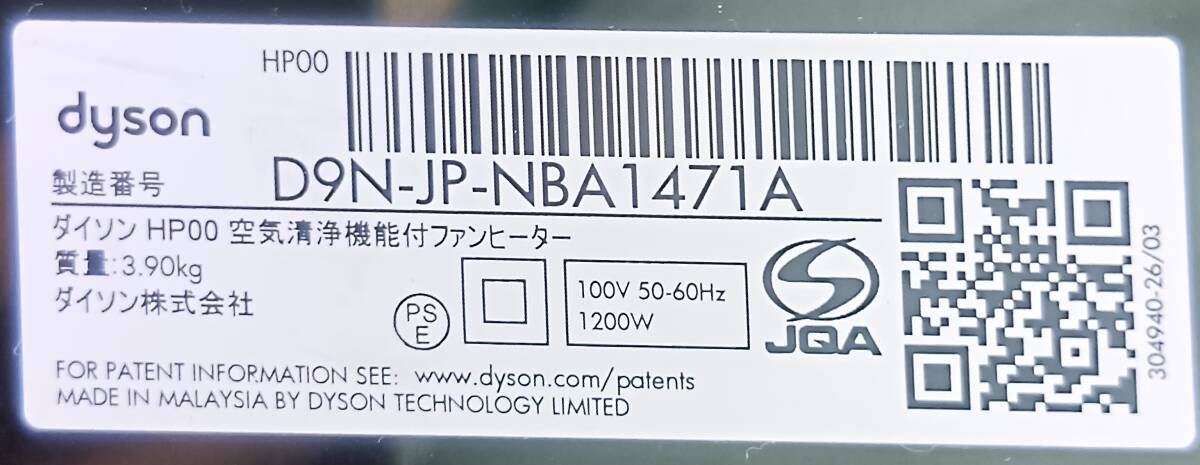 HP00
dyson
製造番号 D9N-JP-NBA1471A
ダイソン HP00 空気清浄機能付ファンヒーター
質量:3.90kg
ダイソン株式会社
PS
E
100V 50-60Hz
1200W
JQA
304940-26/03
FOR PATENT INFORMATION SEE: www.dyson.com/patents
MADE IN MALAYSIA BY DYSON TECHNOLOGY LIMITED